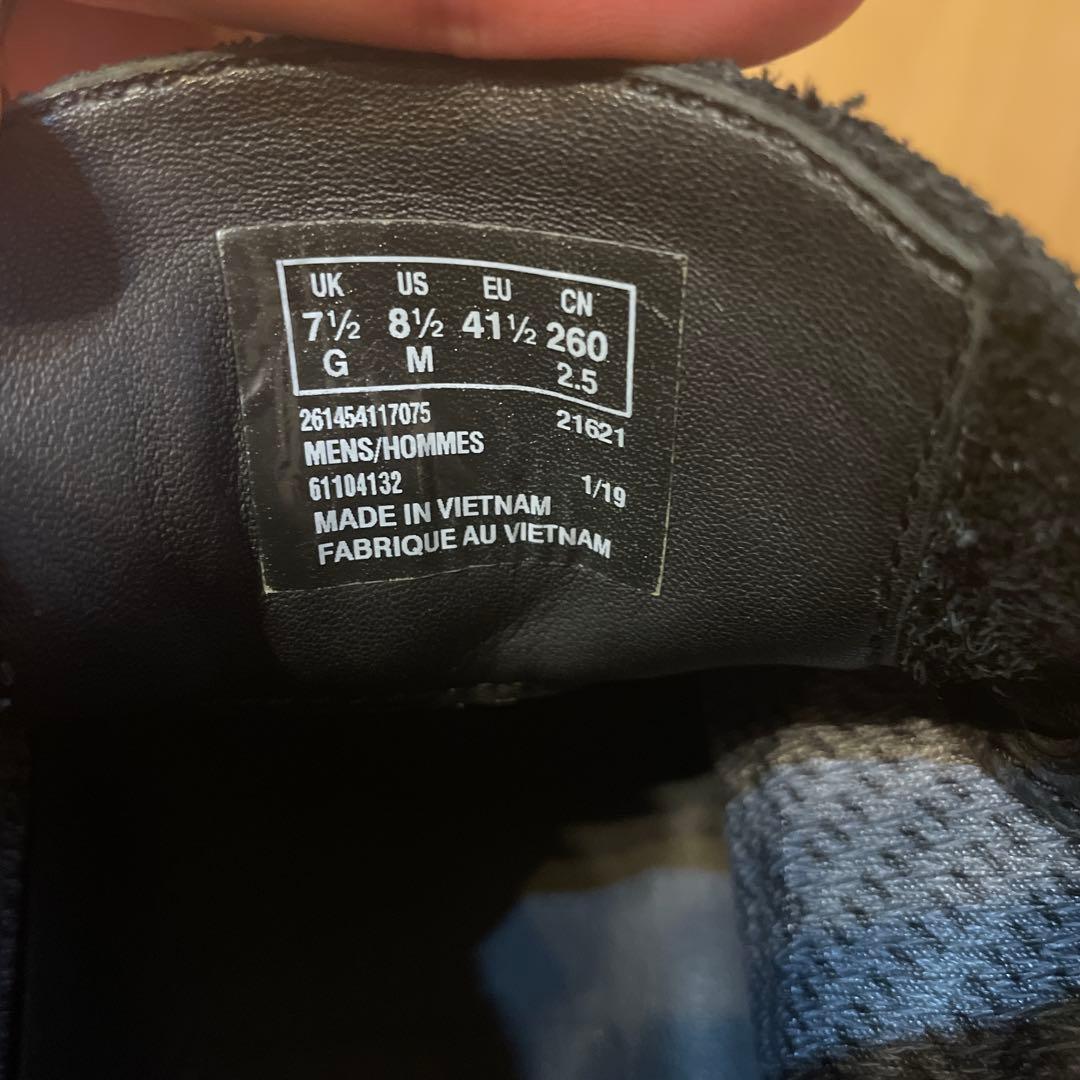 UK US EU CN
7½ 8½ 41½ 260
G M 2.5
261454117075 21621
MENS/HOMMES
61104132 1/19
MADE IN VIETNAM
FABRIQUE AU VIETNAM